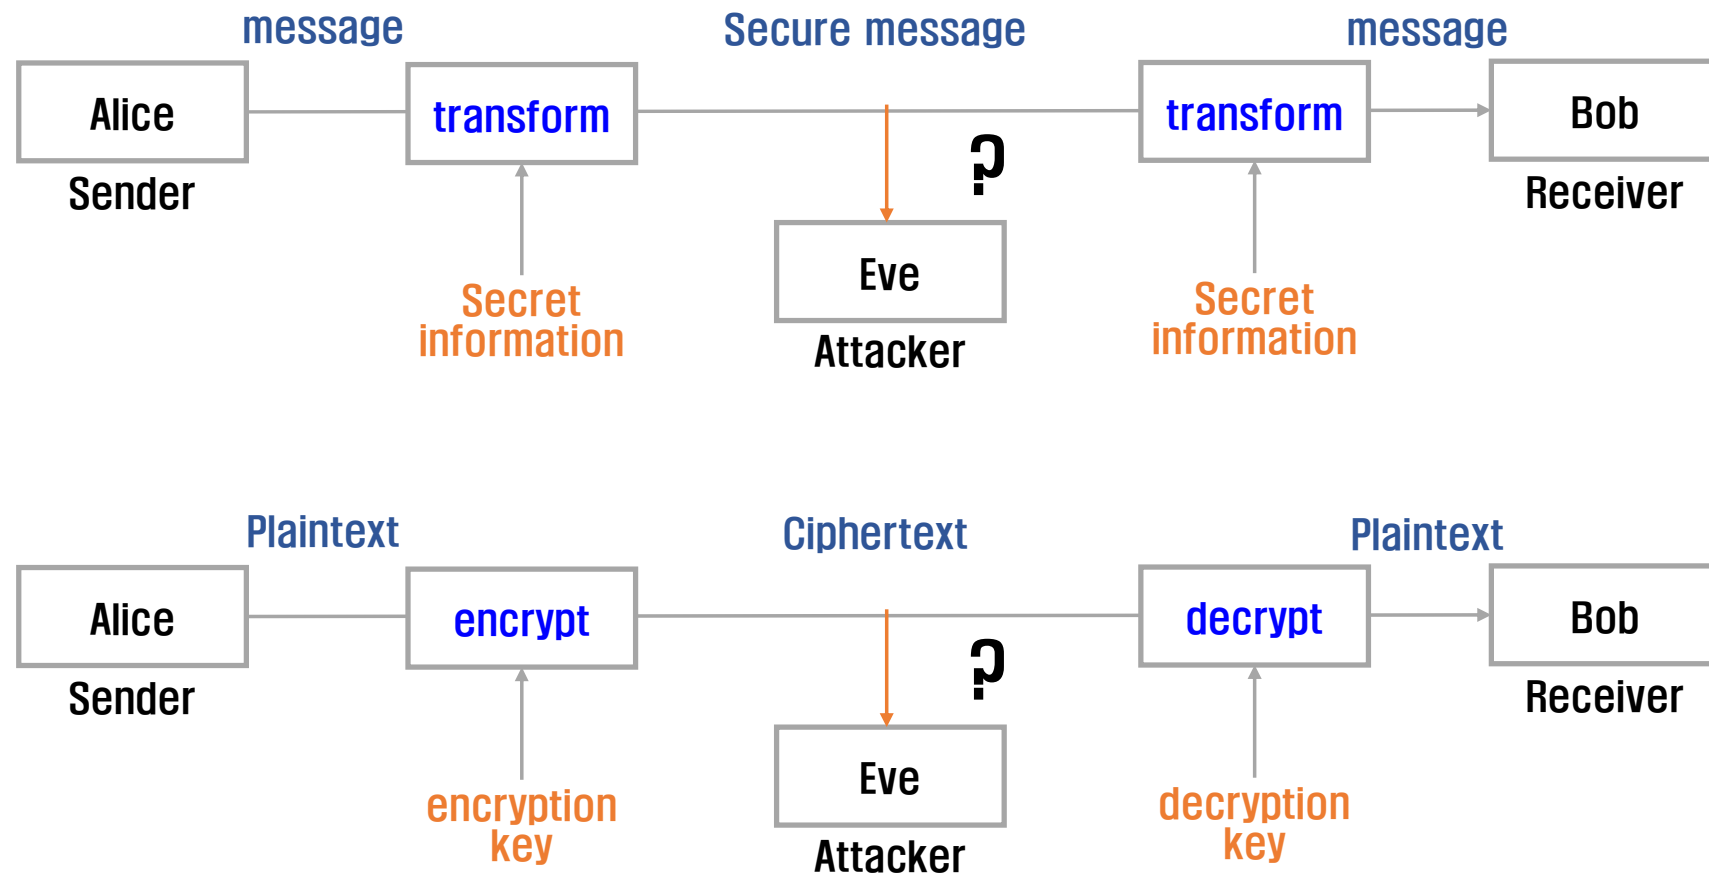 message
Secure message
message
Alice
transform
transform
Bob
Sender
?
Receiver
Eve
Secret
information
Secret
information
Attacker
Plaintext
Ciphertext
Plaintext
Alice
encrypt
decrypt
Bob
Sender
?
Receiver
Eve
encryption
key
decryption
key
Attacker